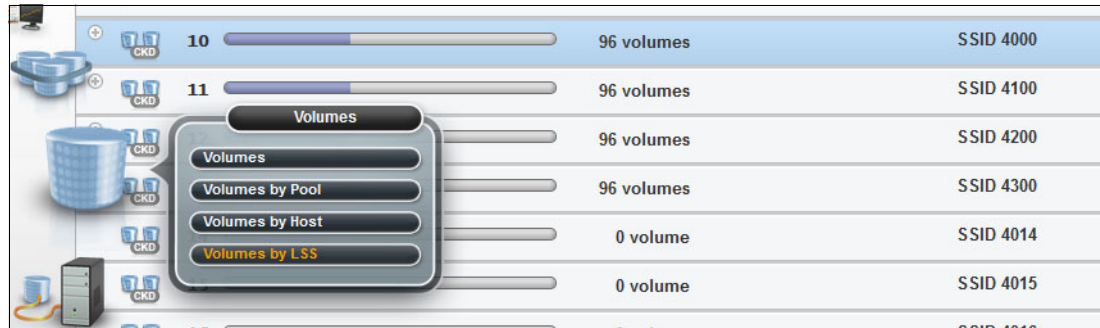 CKD 10 96 volumes SSID 4000
CKD 11 96 volumes SSID 4100
Volumes
CKD 96 volumes SSID 4200
Volumes
Volumes by Pool
CKD 96 volumes SSID 4300
Volumes by Host
CKD 0 volume SSID 4014
Volumes by LSS
CKD 0 volume SSID 4015